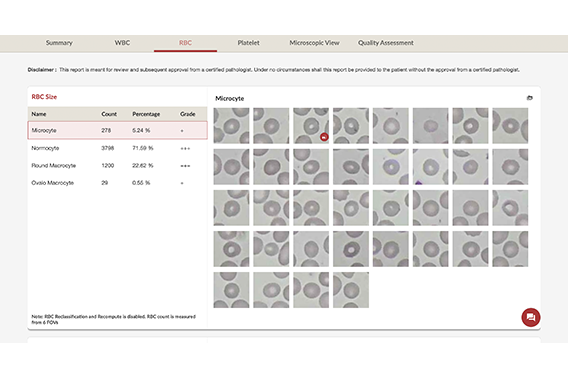 Summary WBC RBC Platelet Microscopic View Quality Assessment
Disclaimer : This report is meant for review and subsequent approval from a certified pathologist. Under no circumstances shall this report be provided to the patient without the approval from a certified pathologist.
RBC Size
Name Count Percentage Grade
Microcyte 278 5.24 % +
Normocyte 3798 71.59 % +++
Round Macrocyte 1200 22.62 % +++
Ovalo Macrocyte 29 0.55 % +
Note: RBC Reclassification and Recompute is disabled. RBC count is measured
from 6 FOVs
Microcyte